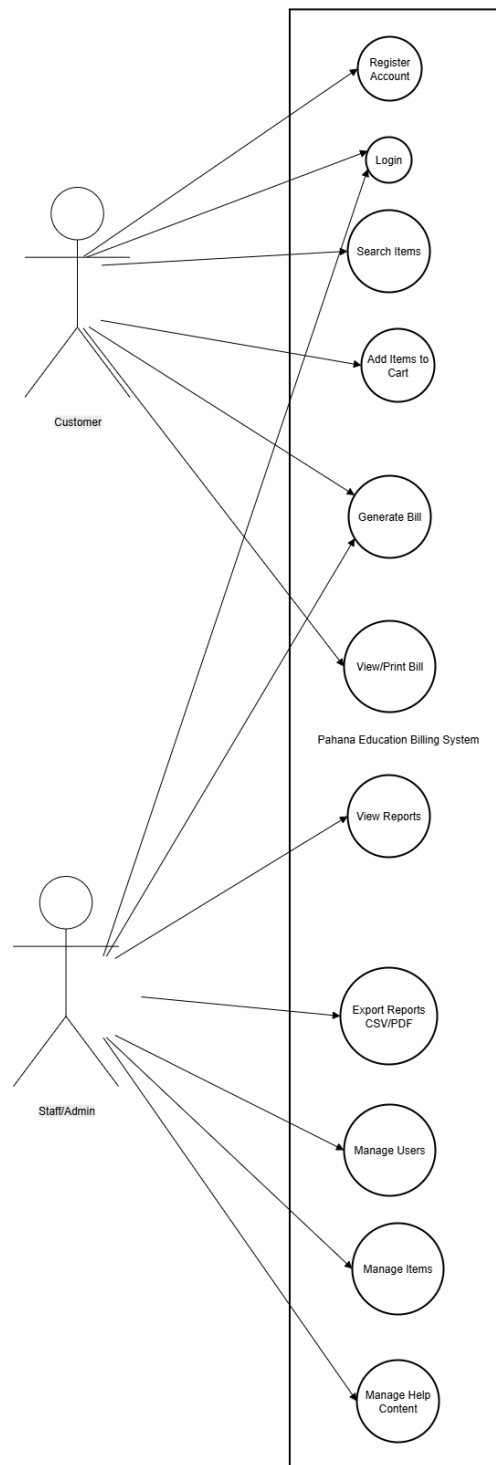 Register
Account
Login
Search Items
Add Items to
Cart
Customer
Generate Bill
View/Print Bill
Pahana Education Billing System
View Reports
Export Reports
CSV/PDF
Staff/Admin
Manage Users
Manage Items
Manage Help
Content